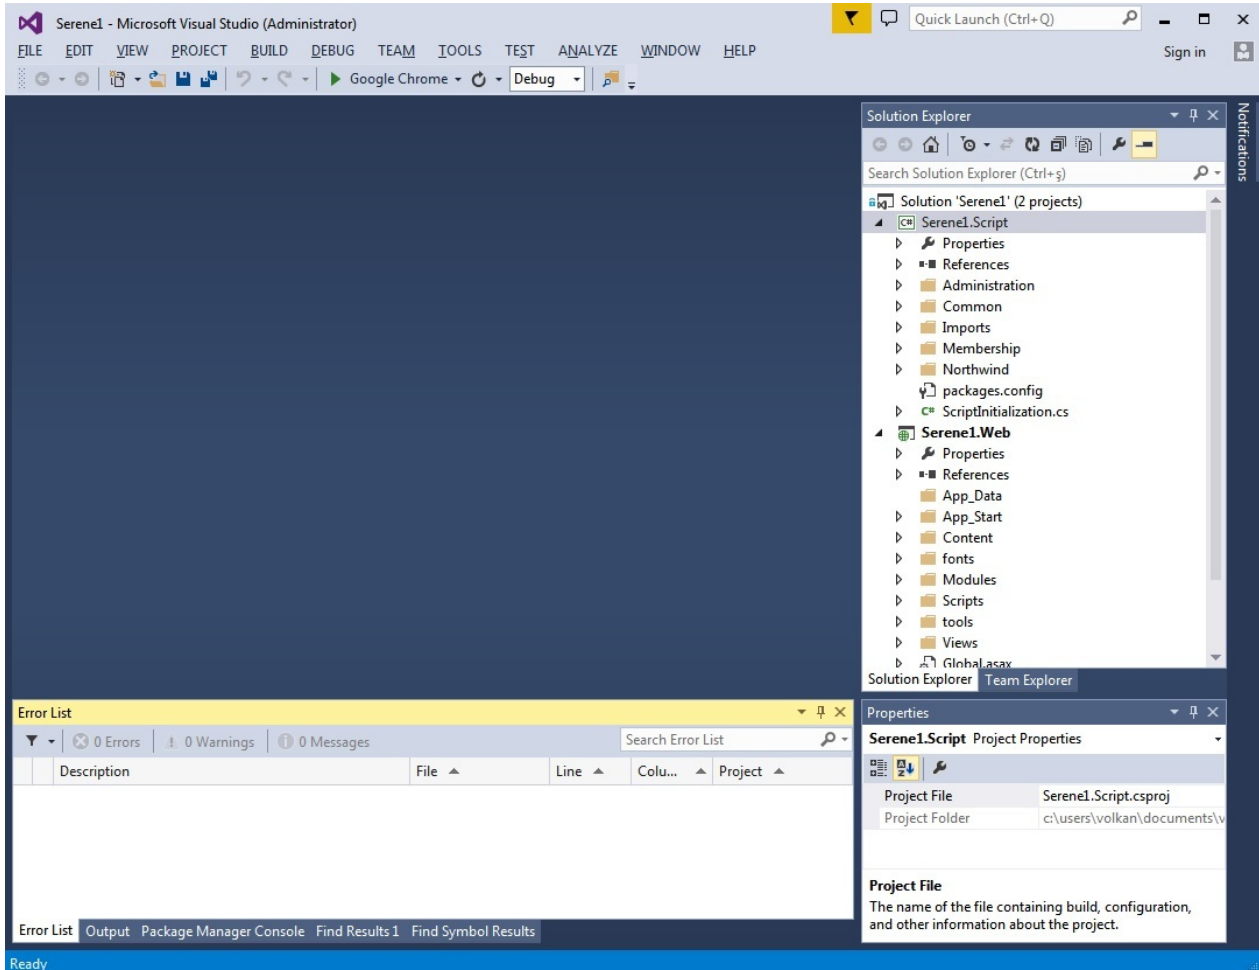 Serene1 - Microsoft Visual Studio (Administrator)
Quick Launch (Ctrl+Q)
FILE EDIT VIEW PROJECT BUILD DEBUG TEAM TOOLS TEST ANALYZE WINDOW HELP
Sign in
Google Chrome
Debug
Notifications
Solution Explorer
Search Solution Explorer (Ctrl+ş)
Solution 'Serene1' (2 projects)
C# Serene1.Script
Properties
References
Administration
Common
Imports
Membership
Northwind
packages.config
C# ScriptInitialization.cs
Serene1.Web
Properties
References
App_Data
App_Start
Content
fonts
Modules
Scripts
tools
Views
Global.asax
Solution Explorer Team Explorer
Error List
0 Errors 0 Warnings 0 Messages
Search Error List
Description File Line Colu... Project
Error List Output Package Manager Console Find Results 1 Find Symbol Results
Properties
Serene1.Script Project Properties
Project File Serene1.Script.csproj
Project Folder c:\users\volkan\documents\v
Project File
The name of the file containing build, configuration,
and other information about the project.
Ready